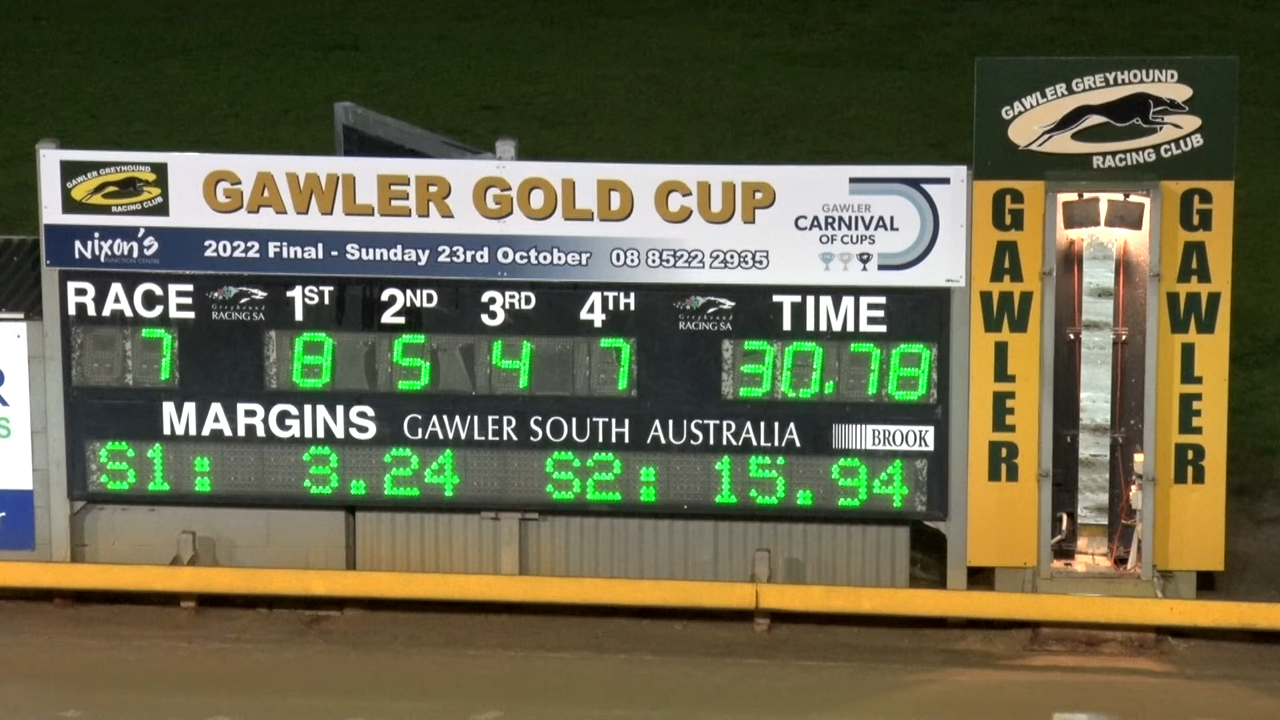 GAWLER GREYHOUND
RACING CLUB
GAWLER GREYHOUND
RACING CLUB
GAWLER GOLD CUP
GAWLER
CARNIVAL
OF CUPS
Nixon's
2022 Final - Sunday 23rd October 08 8522 2935
RACE Greyhound RACING SA 1ST 2ND 3RD 4TH Greyhound RACING SA TIME
7 8 5 4 7 30.78
MARGINS GAWLER SOUTH AUSTRALIA BROOK
S1: 3.24 S2: 15.94
GAWLER
GAWLER